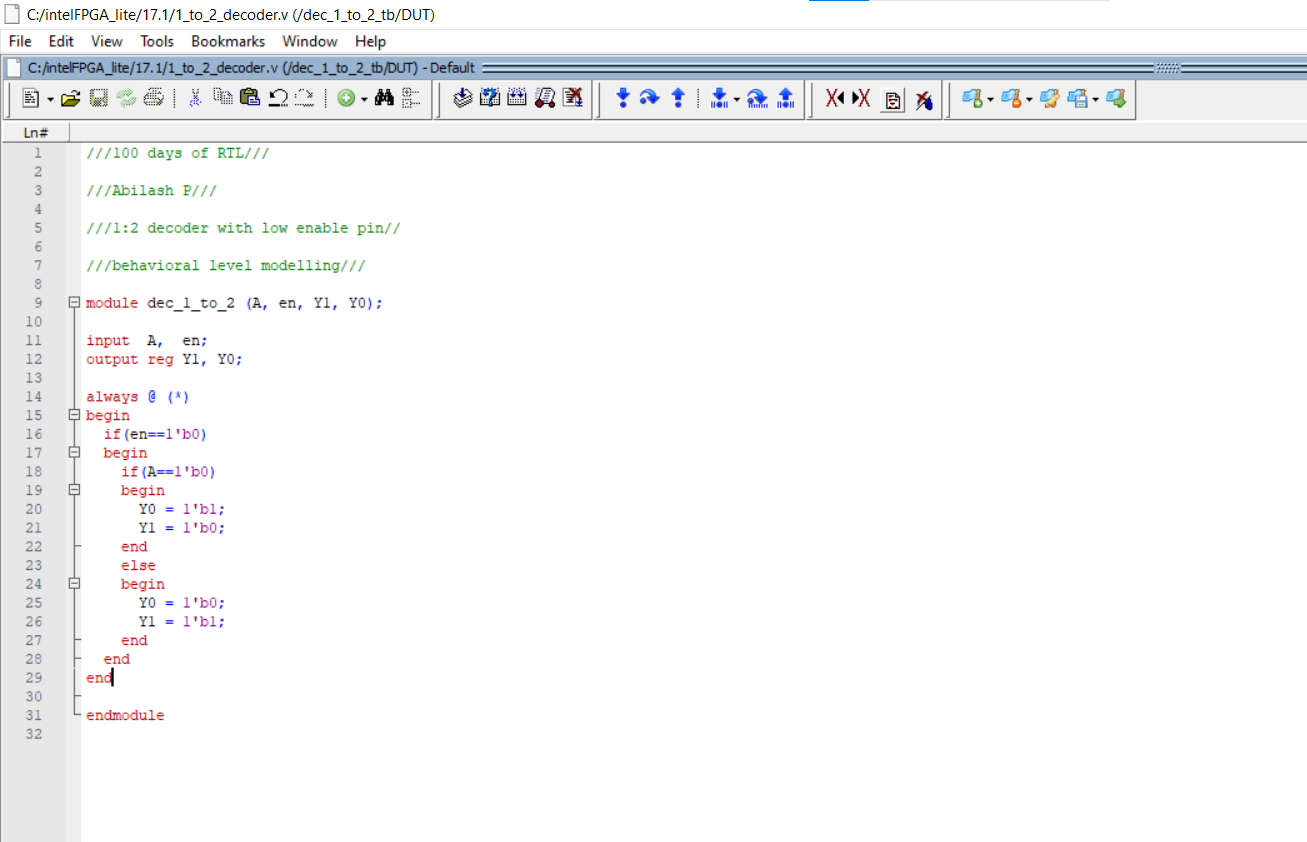 C:/intelFPGA_lite/17.1/1_to_2_decoder.v (/dec_1_to_2_tb/DUT)
File Edit View Tools Bookmarks Window Help
C:/intelFPGA_lite/17.1/1_to_2_decoder.v (/dec_1_to_2_tb/DUT) - Default
Ln#
1 ///100 days of RTL///
2
3 ///Abilash P///
4
5 ///1:2 decoder with low enable pin//
6
7 ///behavioral level modelling///
8
9 module dec_1_to_2 (A, en, Y1, Y0);
10
11 input  A,  en;
12 output reg Y1, Y0;
13
14 always @ (*)
15 begin
16   if(en==1'b0)
17   begin
18     if(A==1'b0)
19     begin
20       Y0 = 1'b1;
21       Y1 = 1'b0;
22     end
23     else
24     begin
25       Y0 = 1'b0;
26       Y1 = 1'b1;
27     end
28   end
29 end
30
31 endmodule
32